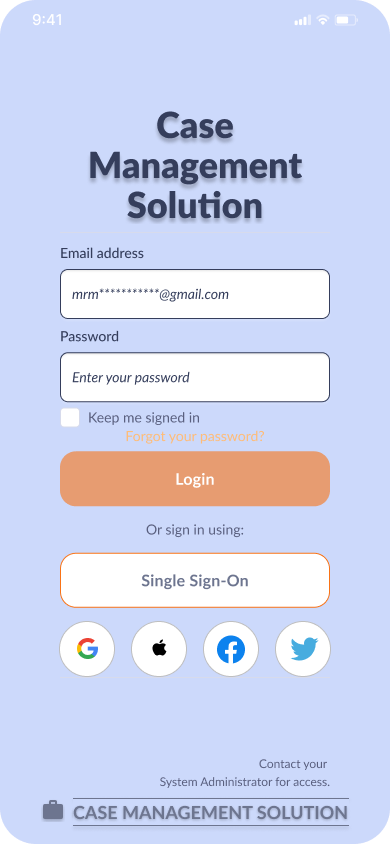 9:41
Case
Management
Solution
Email address
mrm***********@gmail.com
Password
Enter your password
Keep me signed in
Forgot your password?
Login
Or sign in using:
Single Sign-On
Contact your
System Administrator for access.
CASE MANAGEMENT SOLUTION